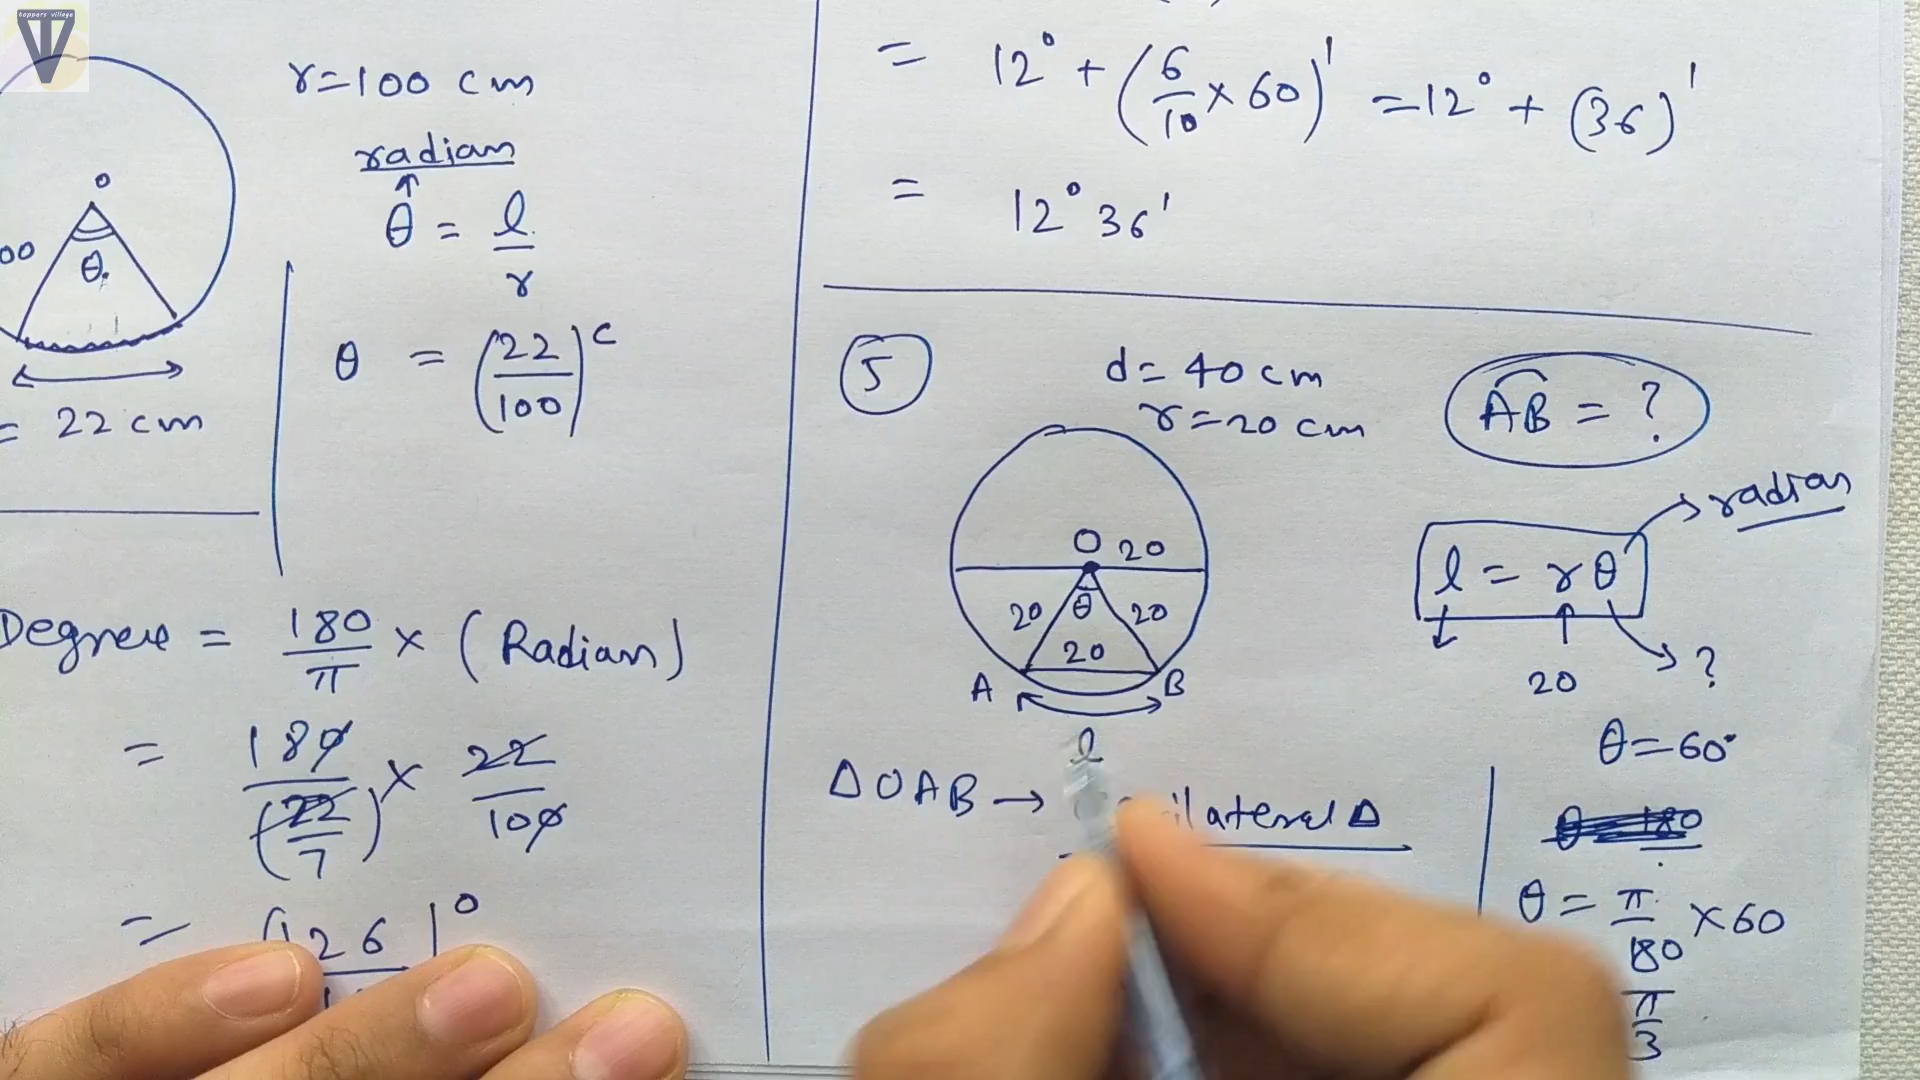 toppers village
r=100 cm
radian
θ = l/r
O
00
θ
= 22 cm
θ = (22/100)^c
Degree = 180/π × (Radian)
= 180/(22/7) × 22/100
= (126
= 12° + (6/10 × 60)' = 12° + (36)'
= 12° 36'
5
d = 40 cm
r = 20 cm
AB = ?
O 20
20 θ 20
20
A B
l
l = rθ
radian
20
?
θ = 60°
ΔOAB →
θ = π/180 × 60
π/3